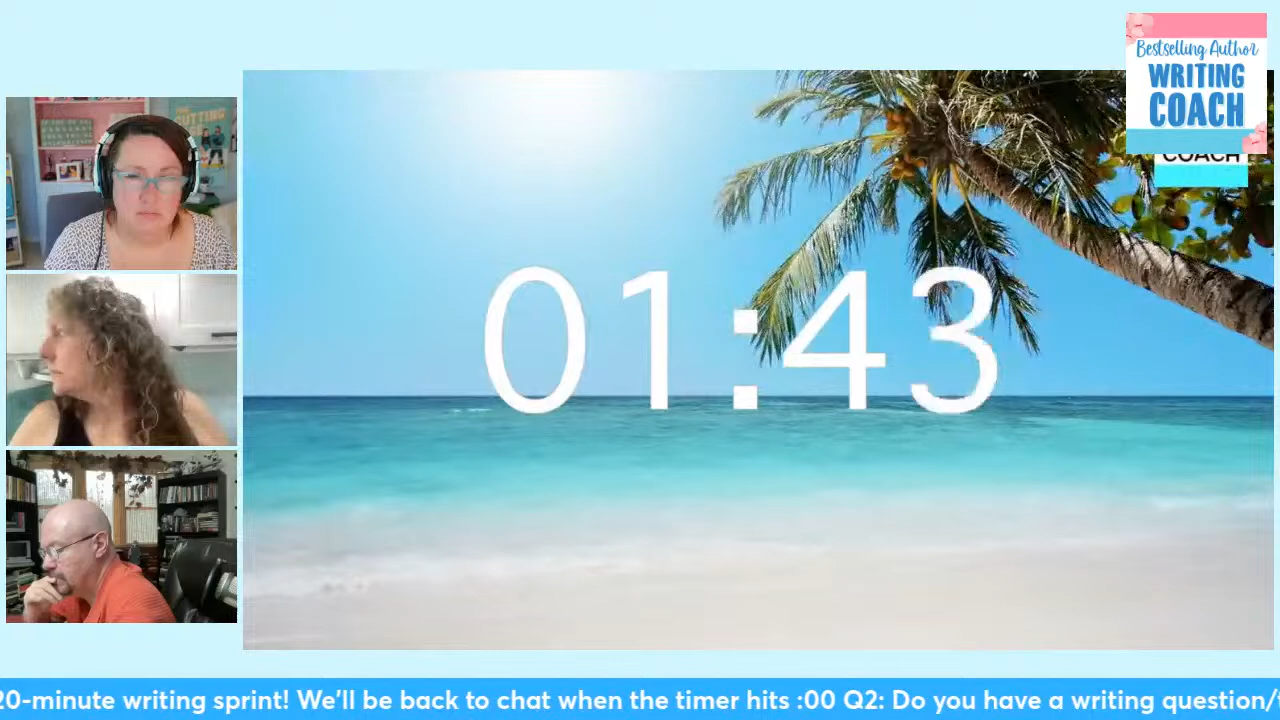 Bestselling Author
WRITING
COACH
COACH
01:43
20-minute writing sprint! We'll be back to chat when the timer hits :00 Q2: Do you have a writing question/